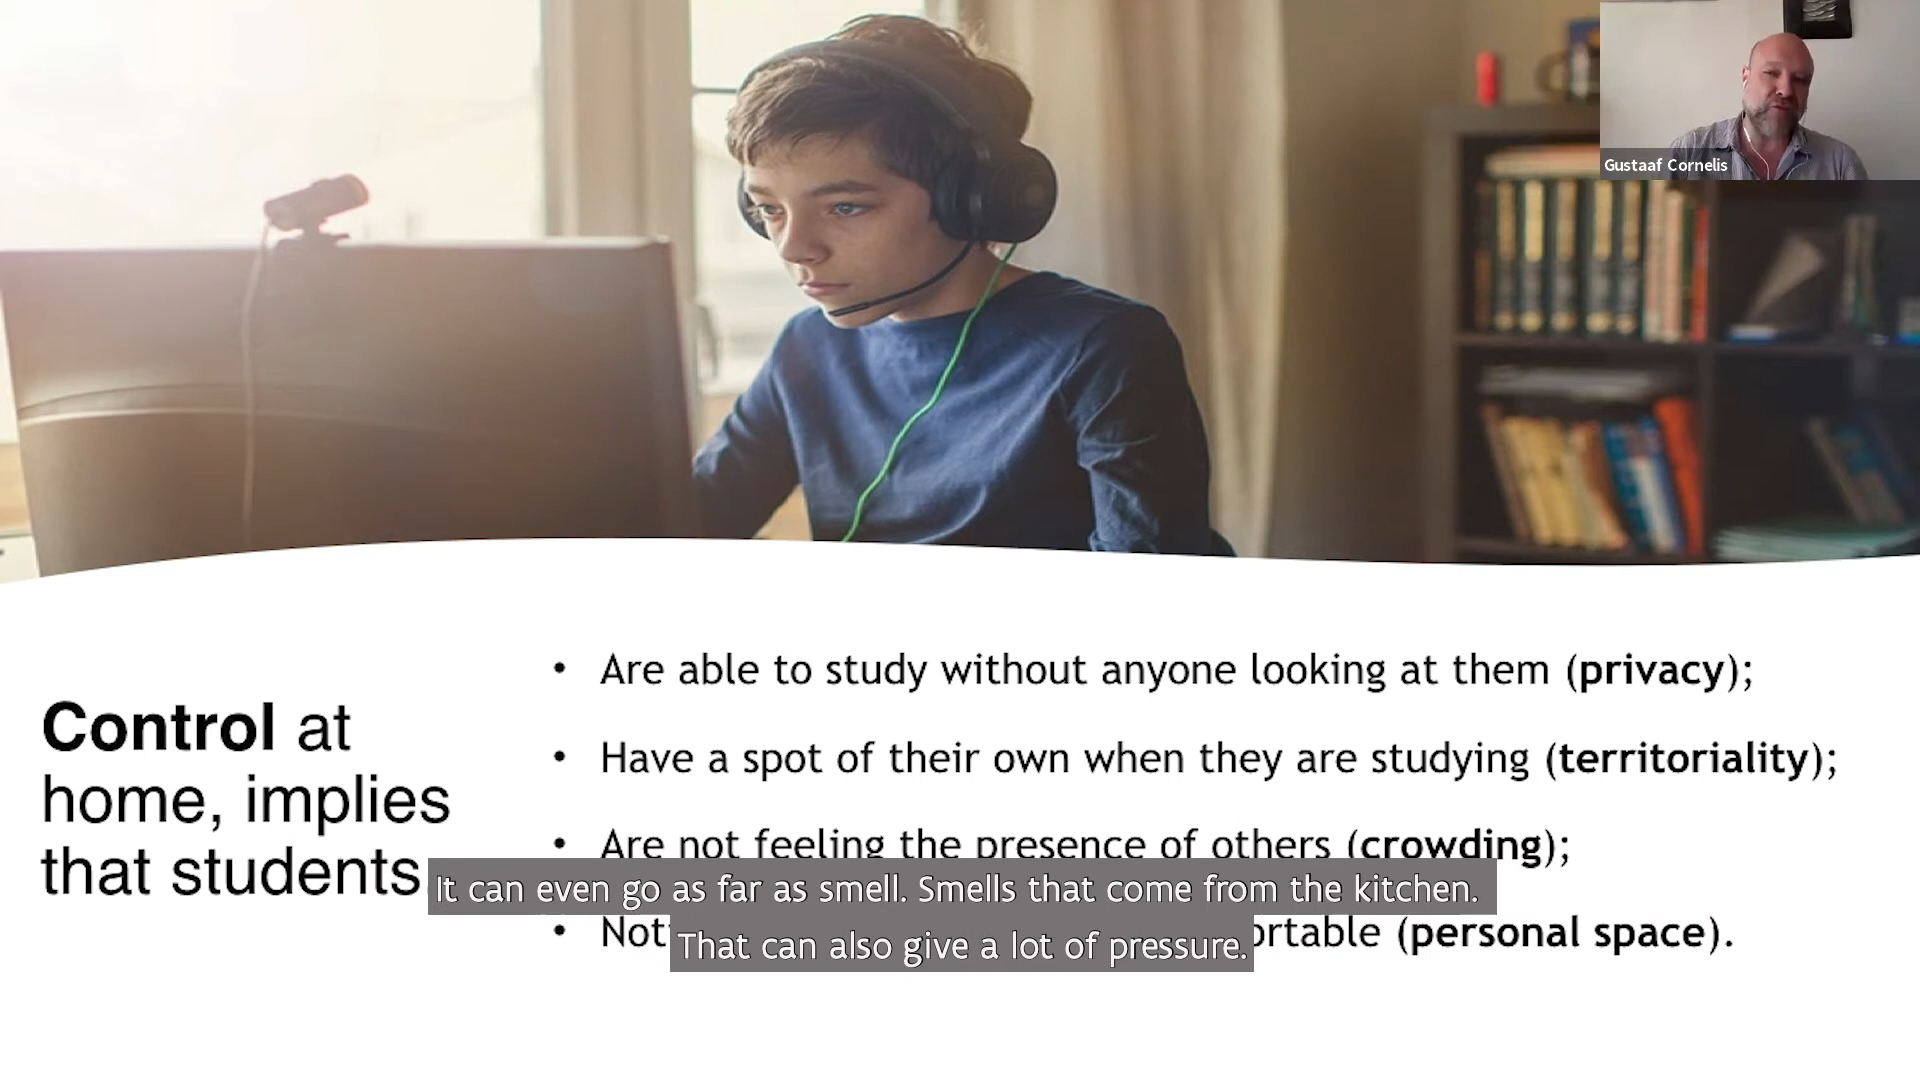 Gustaaf Cornelis
Control at
home, implies
that students
• Are able to study without anyone looking at them (privacy);
• Have a spot of their own when they are studying (territoriality);
• Are not feeling the presence of others (crowding);
• Not ortable (personal space).
It can even go as far as smell. Smells that come from the kitchen.
That can also give a lot of pressure.